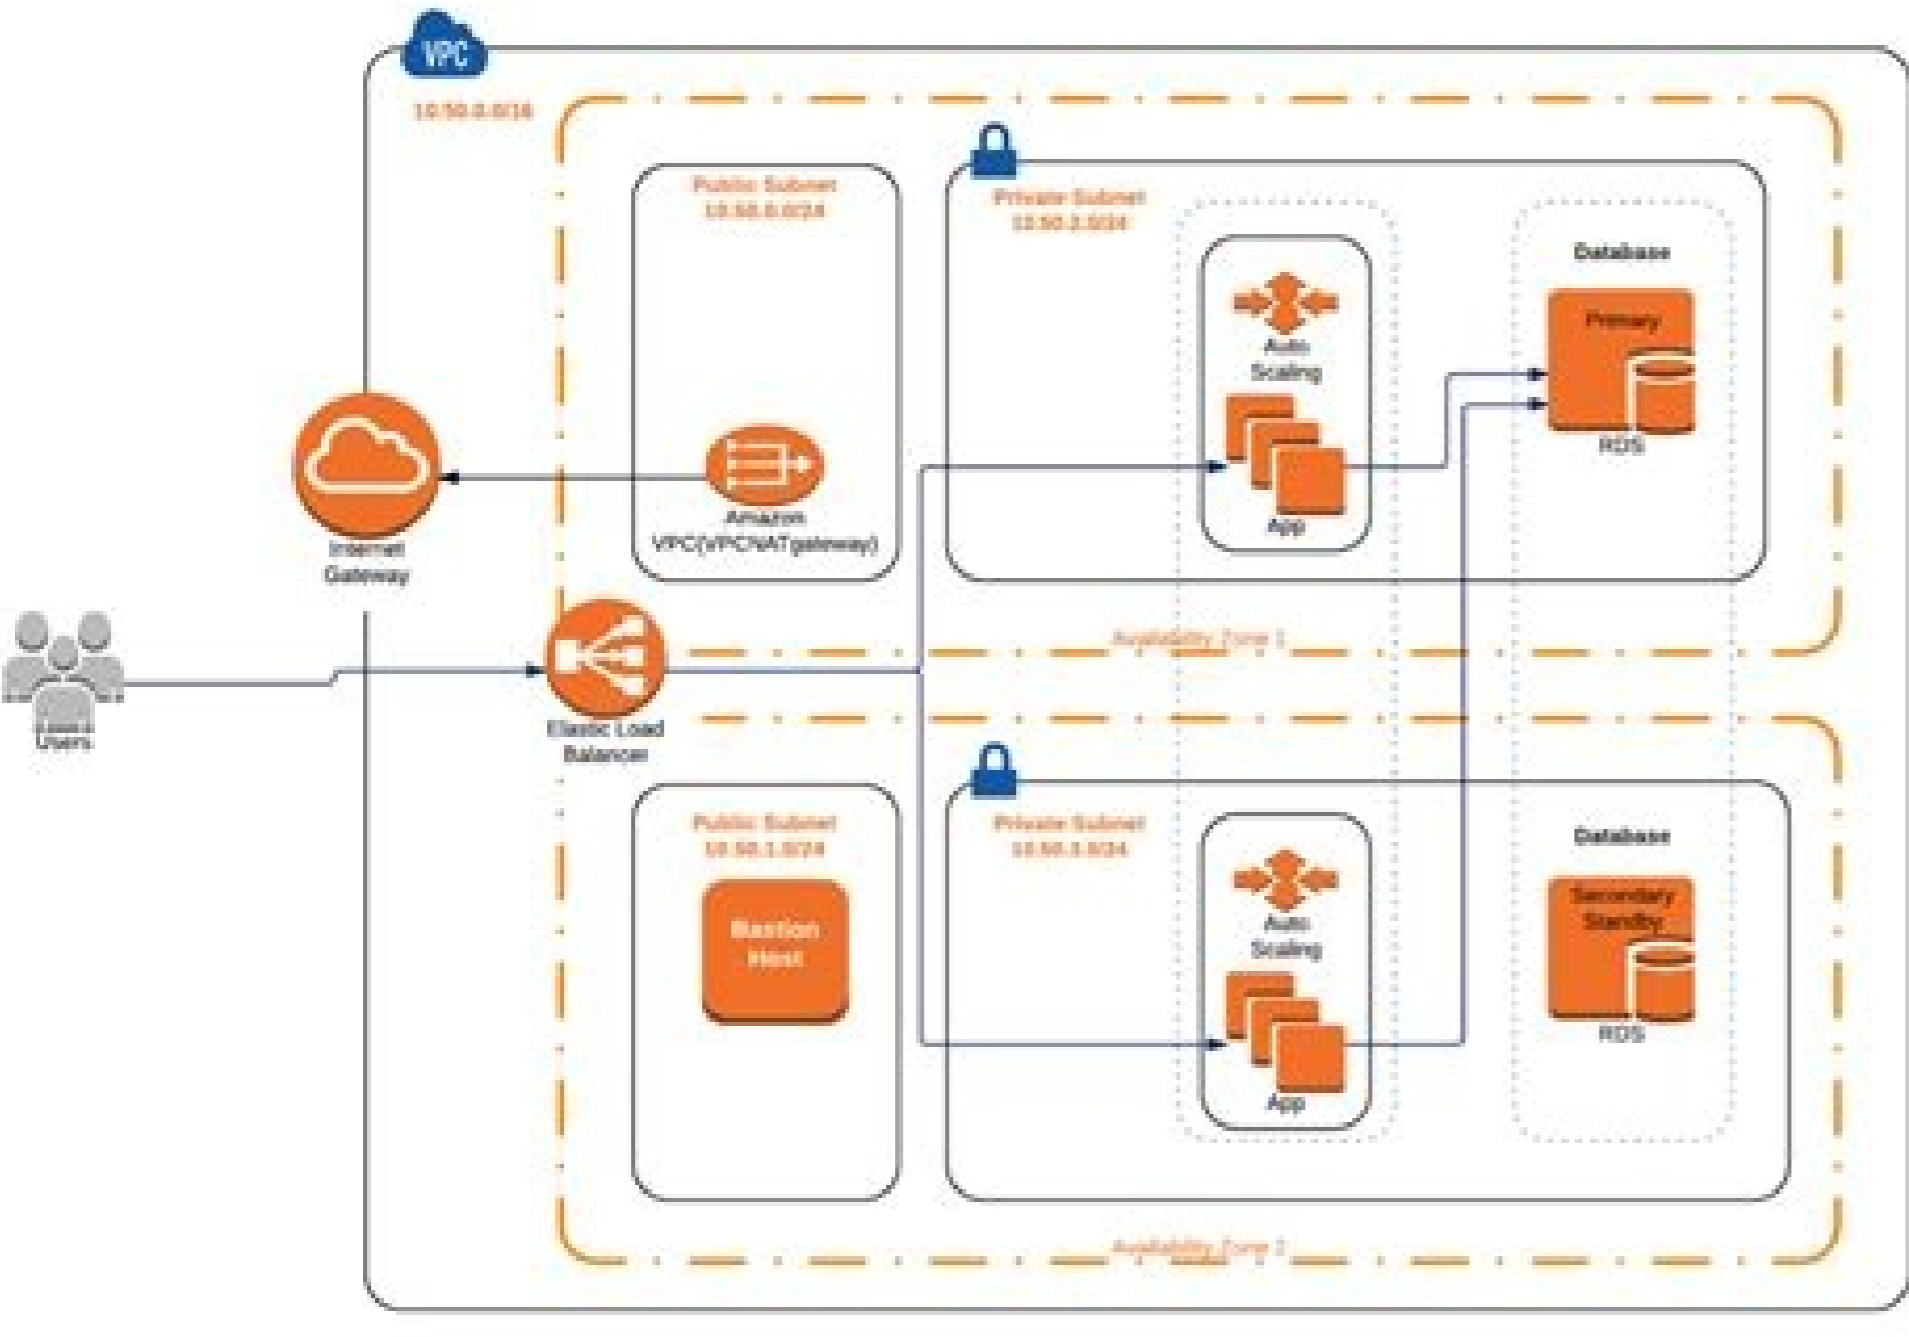 VPC
10.50.0.0/16
Public Subnet
10.50.0.0/24
Private Subnet
10.50.2.0/24
Database
Primary
Auto
Scaling
RDS
Amazon
VPC(VPCNATgateway)
App
Internet
Gateway
Availability Zone 1
Users
Elastic Load
Balancer
Public Subnet
10.50.1.0/24
Private Subnet
10.50.3.0/24
Database
Bastion
Host
Secondary
Standby
Auto
Scaling
RDS
App
Availability Zone 2